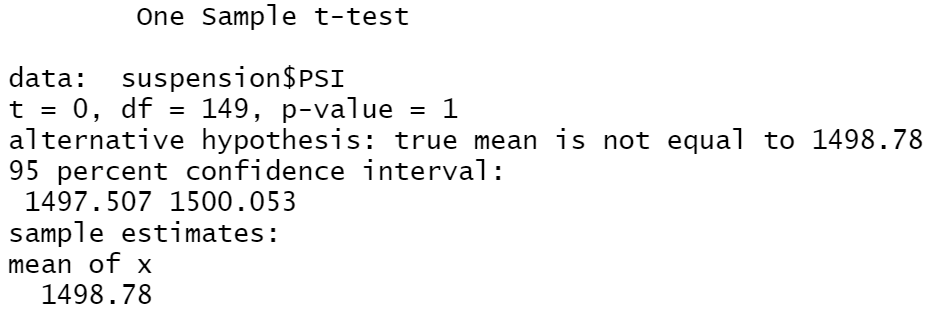 One Sample t-test
data: suspension$PSI
t = 0, df = 149, p-value = 1
alternative hypothesis: true mean is not equal to 1498.78
95 percent confidence interval:
1497.507 1500.053
sample estimates:
mean of x
1498.78